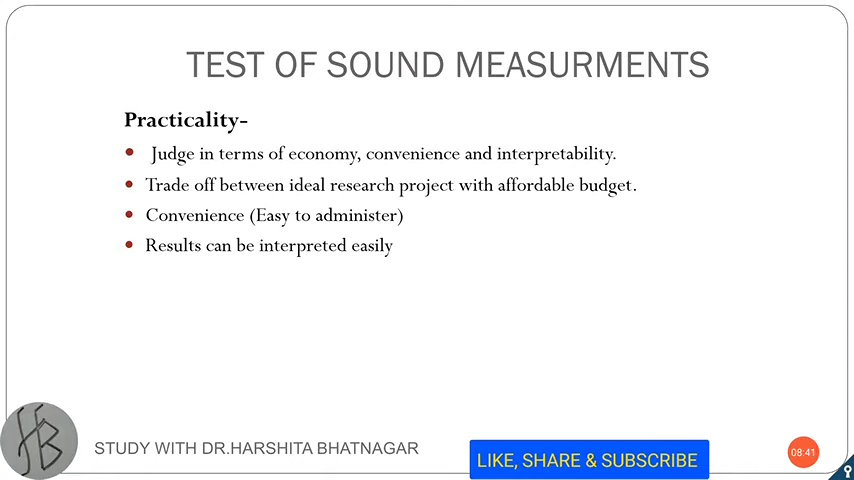 TEST OF SOUND MEASURMENTS
Practicality-
Judge in terms of economy, convenience and interpretability.
Trade off between ideal research project with affordable budget.
Convenience (Easy to administer)
Results can be interpreted easily
HB
STUDY WITH DR.HARSHITA BHATNAGAR
LIKE, SHARE & SUBSCRIBE
08:41